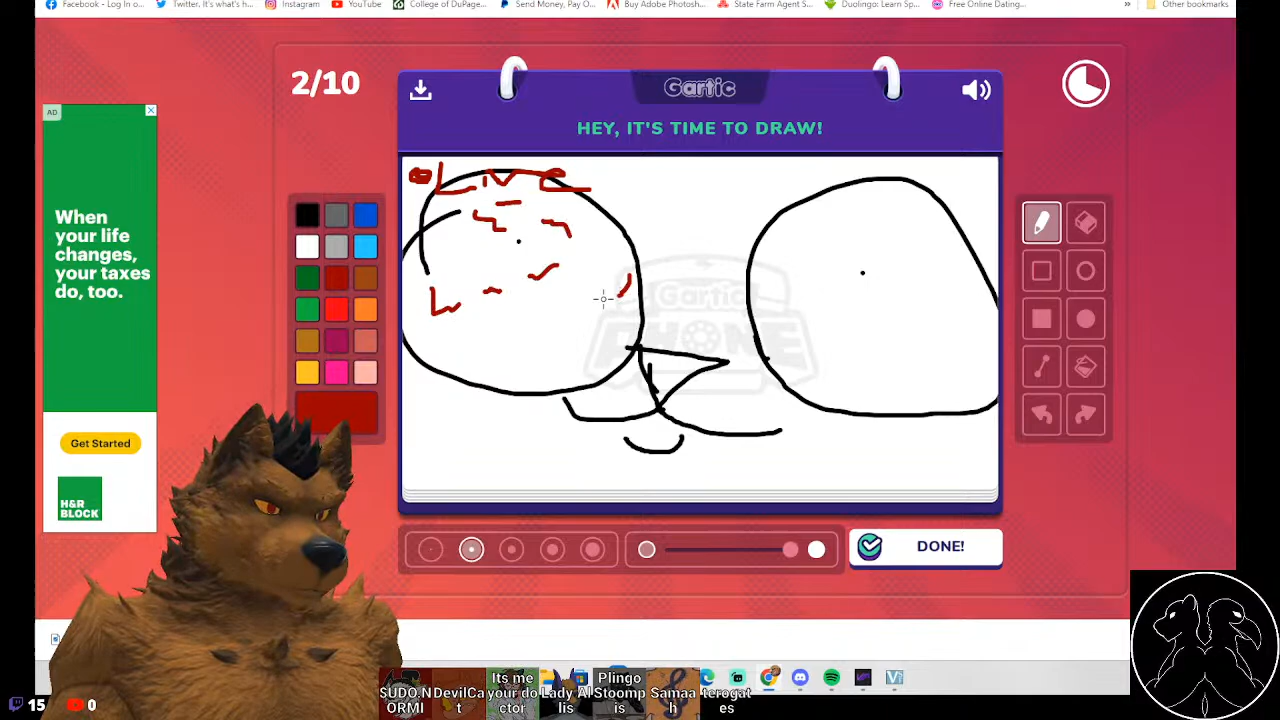 Facebook - Log In o...
Twitter, It's what's h...
Instagram
YouTube
College of DuPage...
Send Money, Pay O...
Adobe Photosh...
State Farm Agent S...
Duolingo: Learn Sp...
Free Online Dating...
»
Other bookmarks
2/10
Gartic
HEY, IT'S TIME TO DRAW!
AD
When
your life
changes,
your taxes
do, too.
Get Started
H&R
BLOCK
Gartic
PHONE
DONE!
SUDO.N
ORMI
DevilCa
t
Its me
your do
ctor
Lady Al
lis
Plingo
Stoomp
is
Samaa
h
terogat
es
15
0